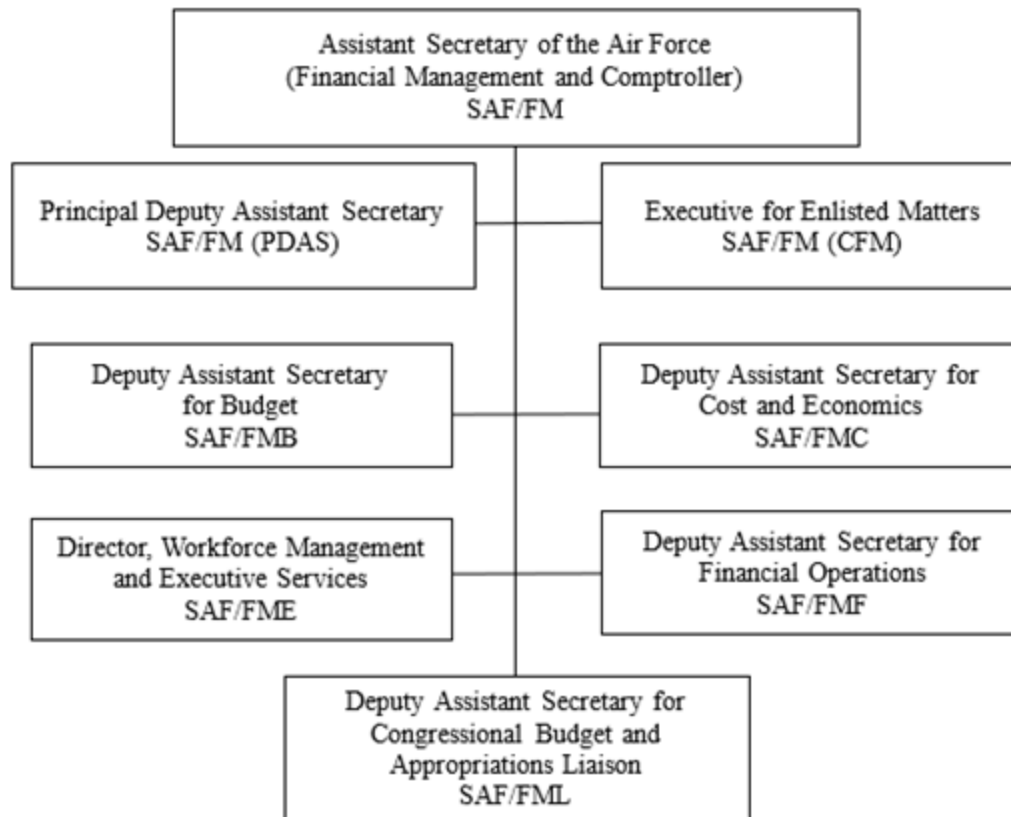 Assistant Secretary of the Air Force
(Financial Management and Comptroller)
SAF/FM
Principal Deputy Assistant Secretary
SAF/FM (PDAS)
Executive for Enlisted Matters
SAF/FM (CFM)
Deputy Assistant Secretary
for Budget
SAF/FMB
Deputy Assistant Secretary for
Cost and Economics
SAF/FMC
Director, Workforce Management
and Executive Services
SAF/FME
Deputy Assistant Secretary for
Financial Operations
SAF/FMF
Deputy Assistant Secretary for
Congressional Budget and
Appropriations Liaison
SAF/FML